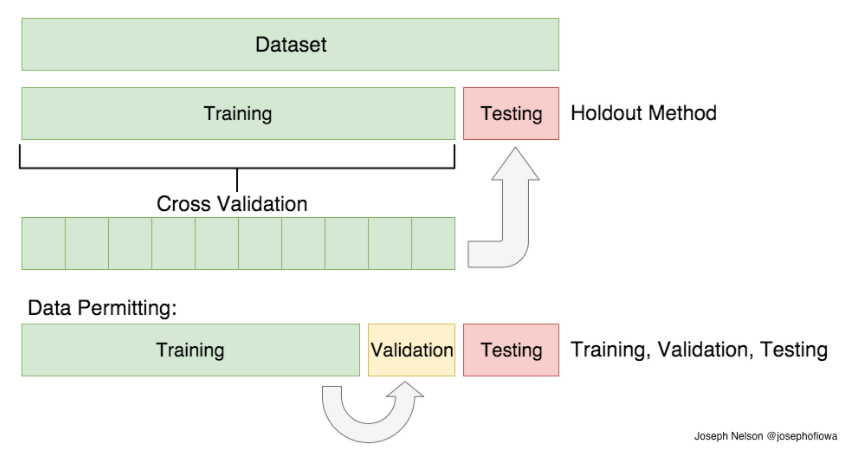 Dataset
Training
Testing
Holdout Method
Cross Validation
Data Permitting:
Training
Validation
Testing
Training, Validation, Testing
Joseph Nelson @josephofiowa